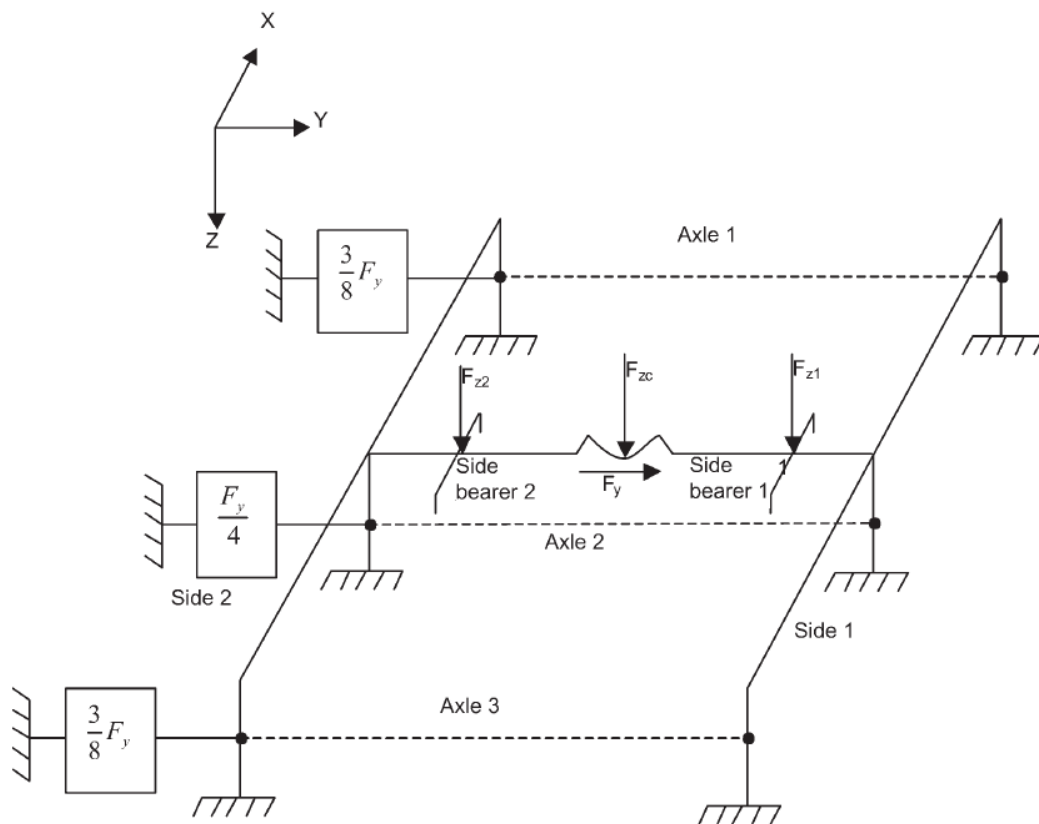 X
Y
Z
Axle 1
3/8 F_y
F_z2
F_zc
F_z1
Side
bearer 2
F_y
Side
bearer 1
1
F_y/4
Axle 2
Side 2
Side 1
Axle 3
3/8 F_y